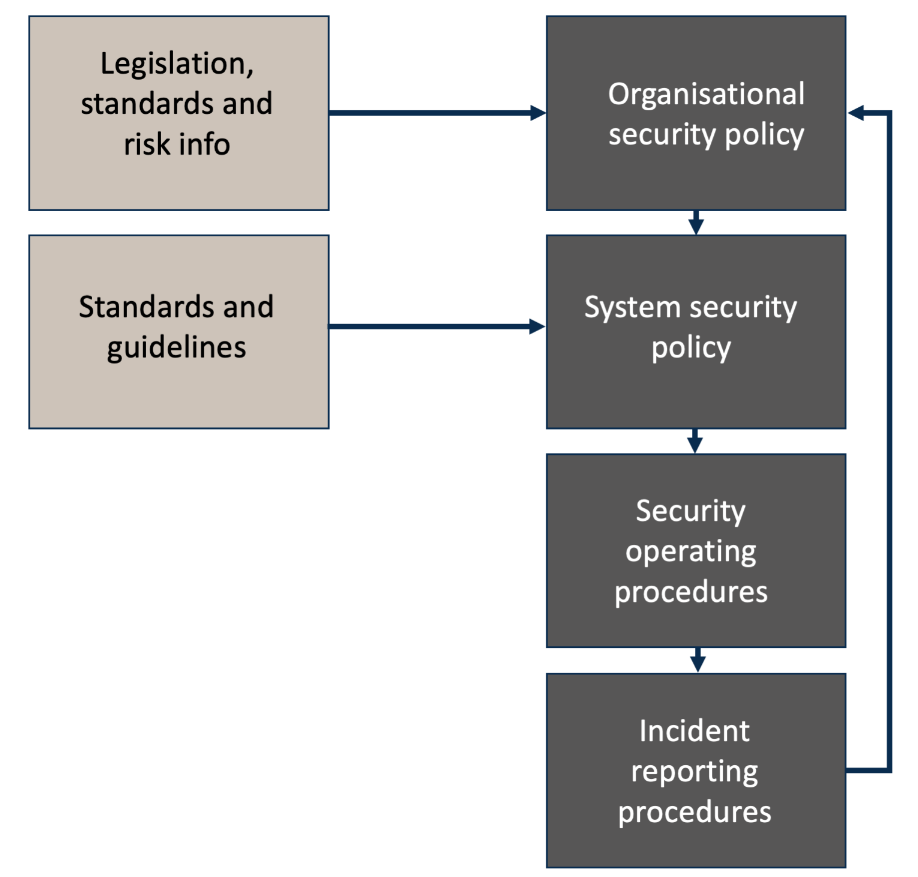 Legislation,
standards and
risk info
Organisational
security policy
Standards and
guidelines
System security
policy
Security
operating
procedures
Incident
reporting
procedures